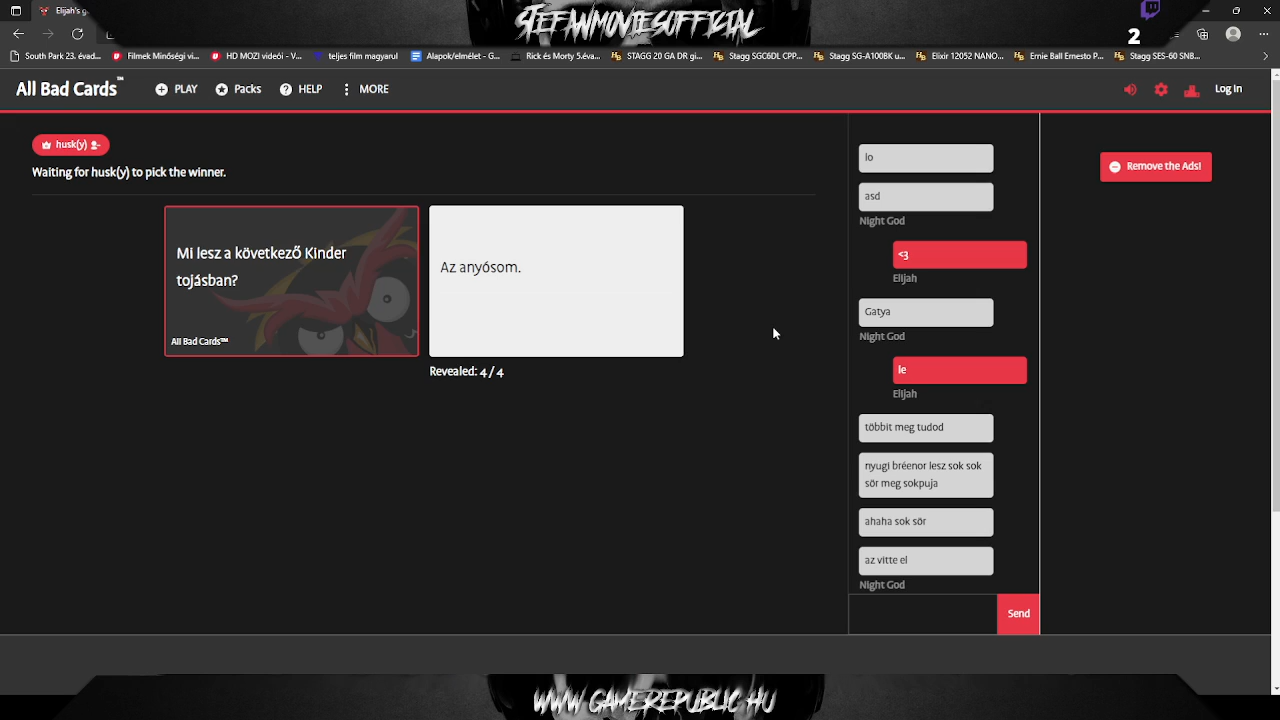 STEFANMOVIESOFFICIAL
Elijah's g
2
South Park 23. évad...
Filmek Minőségi vi...
HD MOZI videói - V...
teljes film magyarul
Alapok/elmélet - G...
Rick és Morty 5.éva...
STAGG 20 GA DR gi...
Stagg SGC6DL CPP...
Stagg SG-A100BK u...
Elixir 12052 NANO...
Ernie Ball Ernesto P...
Stagg SES-60 SNB...
All Bad Cards™
PLAY
Packs
HELP
MORE
Log In
husk(y)
Waiting for husk(y) to pick the winner.
Mi lesz a következő Kinder
tojásban?
All Bad Cards™
Az anyósom.
Revealed: 4 / 4
lo
asd
Night God
<3
Elijah
Gatya
Night God
le
Elijah
többit meg tudod
nyugi bréenor lesz sok sok
sör meg sokpuja
ahaha sok sör
az vitte el
Night God
Send
Remove the Ads!
WWW.GAMEREPUBLIC.HU